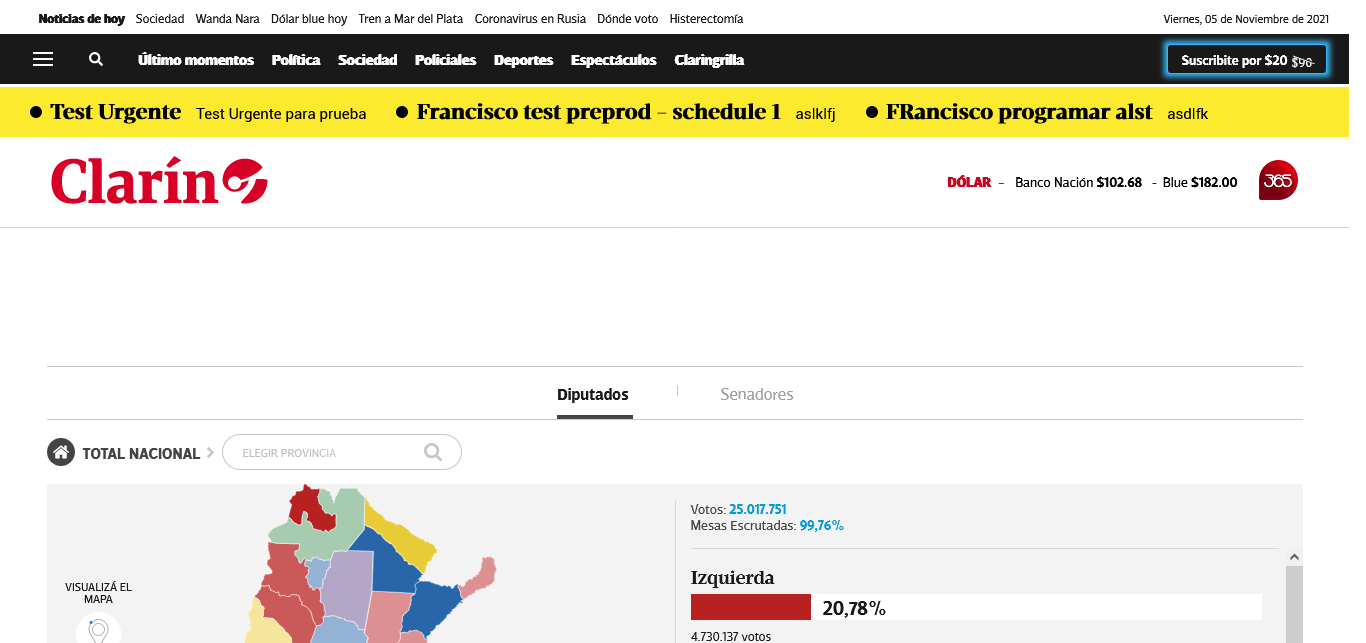 Noticias de hoy Sociedad Wanda Nara Dólar blue hoy Tren a Mar del Plata Coronavirus en Rusia Dónde voto Histerectomía Viernes, 05 de Noviembre de 2021
Último momentos Política Sociedad Policiales Deportes Espectáculos Claringrilla Suscribite por $20 $90
Test Urgente Test Urgente para prueba Francisco test preprod – schedule 1 aslklfj FRancisco programar alst asdlfk
Clarín DÓLAR – Banco Nación $102.68 - Blue $182.00 365
Diputados Senadores
TOTAL NACIONAL ELEGIR PROVINCIA
Votos: 25.017.751
Mesas Escrutadas: 99,76%
Izquierda
VISUALIZÁ EL
MAPA
20,78%
4.730.137 votos